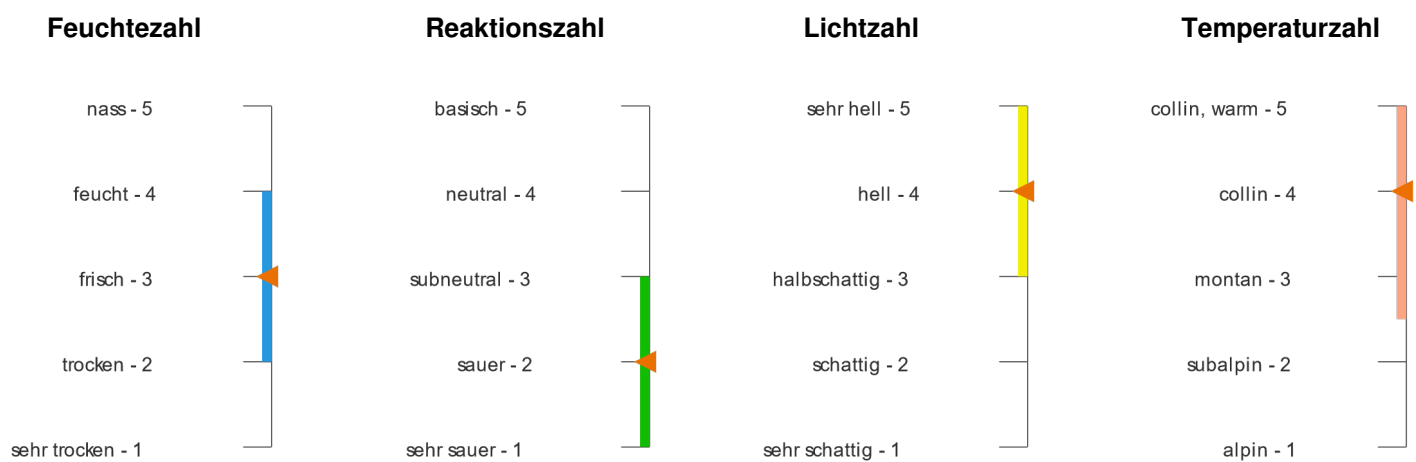 Feuchtezahl
nass - 5
feucht - 4
frisch - 3
trocken - 2
sehr trocken - 1
Reaktionszahl
basisch - 5
neutral - 4
subneutral - 3
sauer - 2
sehr sauer - 1
Lichtzahl
sehr hell - 5
hell - 4
halbschattig - 3
schattig - 2
sehr schattig - 1
Temperaturzahl
collin, warm - 5
collin - 4
montan - 3
subalpin - 2
alpin - 1